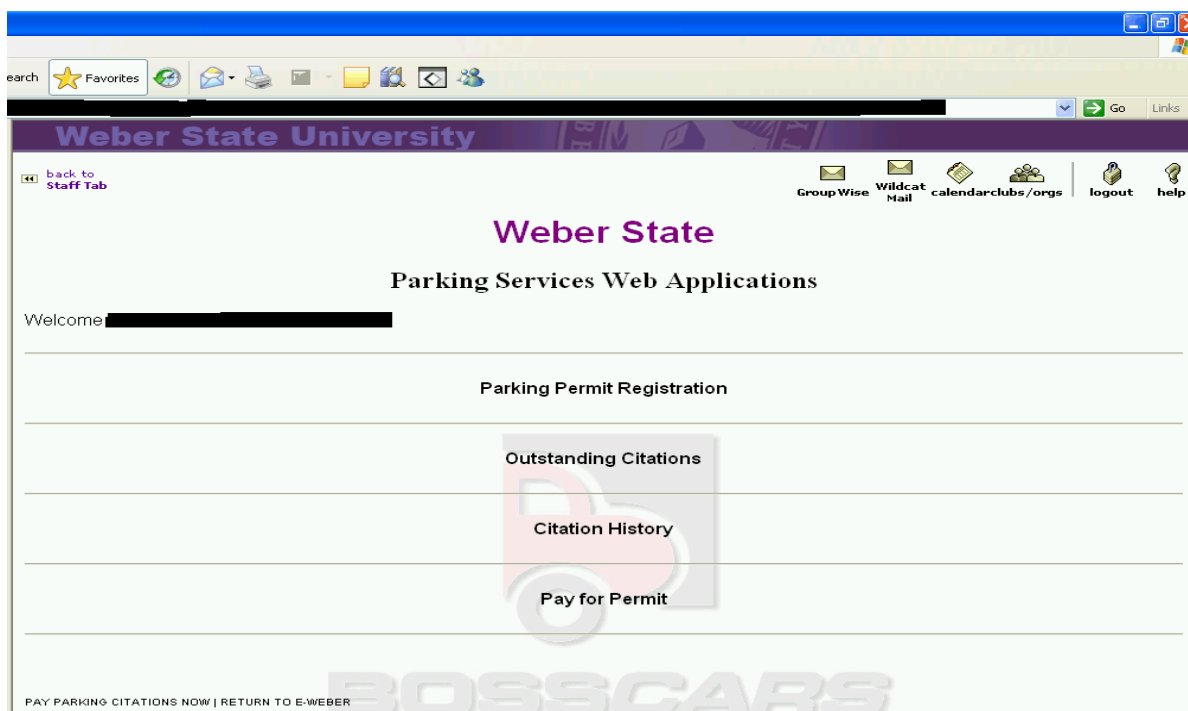 earch Favorites
Go Links
Weber State University
back to
Staff Tab
GroupWise Wildcat Mail calendar clubs/orgs logout help
Weber State
Parking Services Web Applications
Welcome
Parking Permit Registration
Outstanding Citations
Citation History
Pay for Permit
BOSSCARS
PAY PARKING CITATIONS NOW | RETURN TO E-WEBER